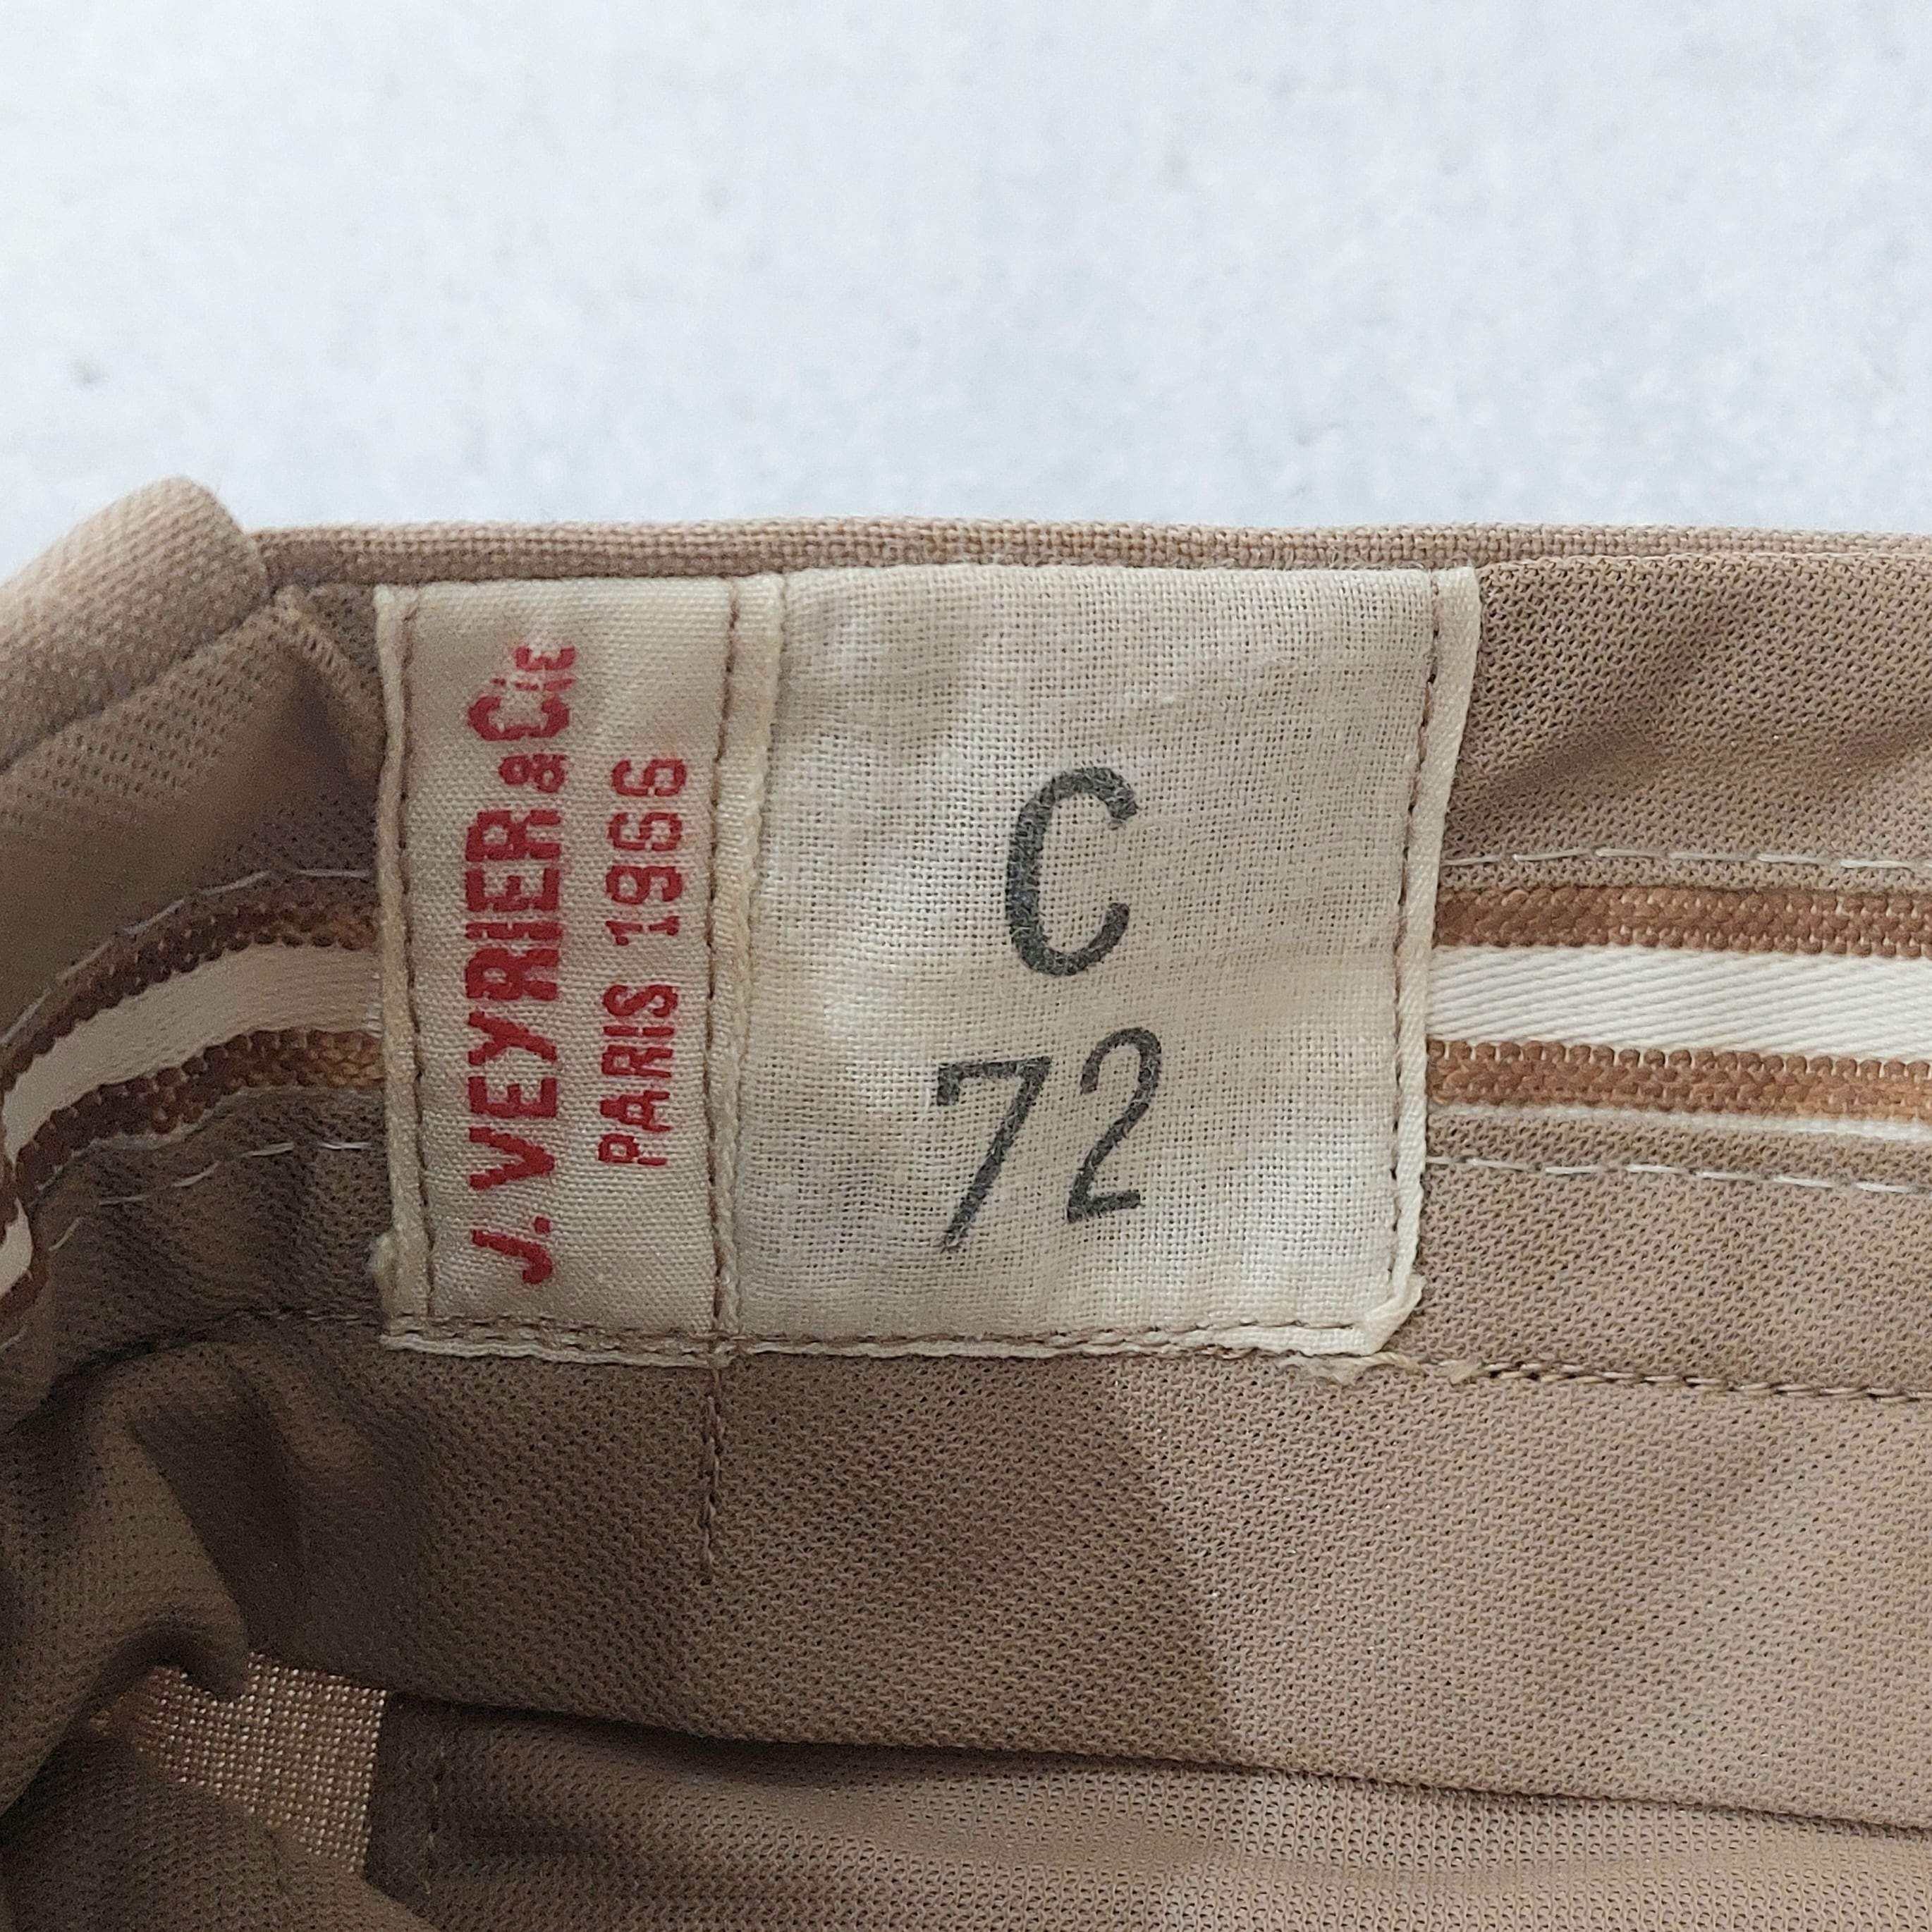 J. VEYRIER & CIE
PARIS 1966
C
72